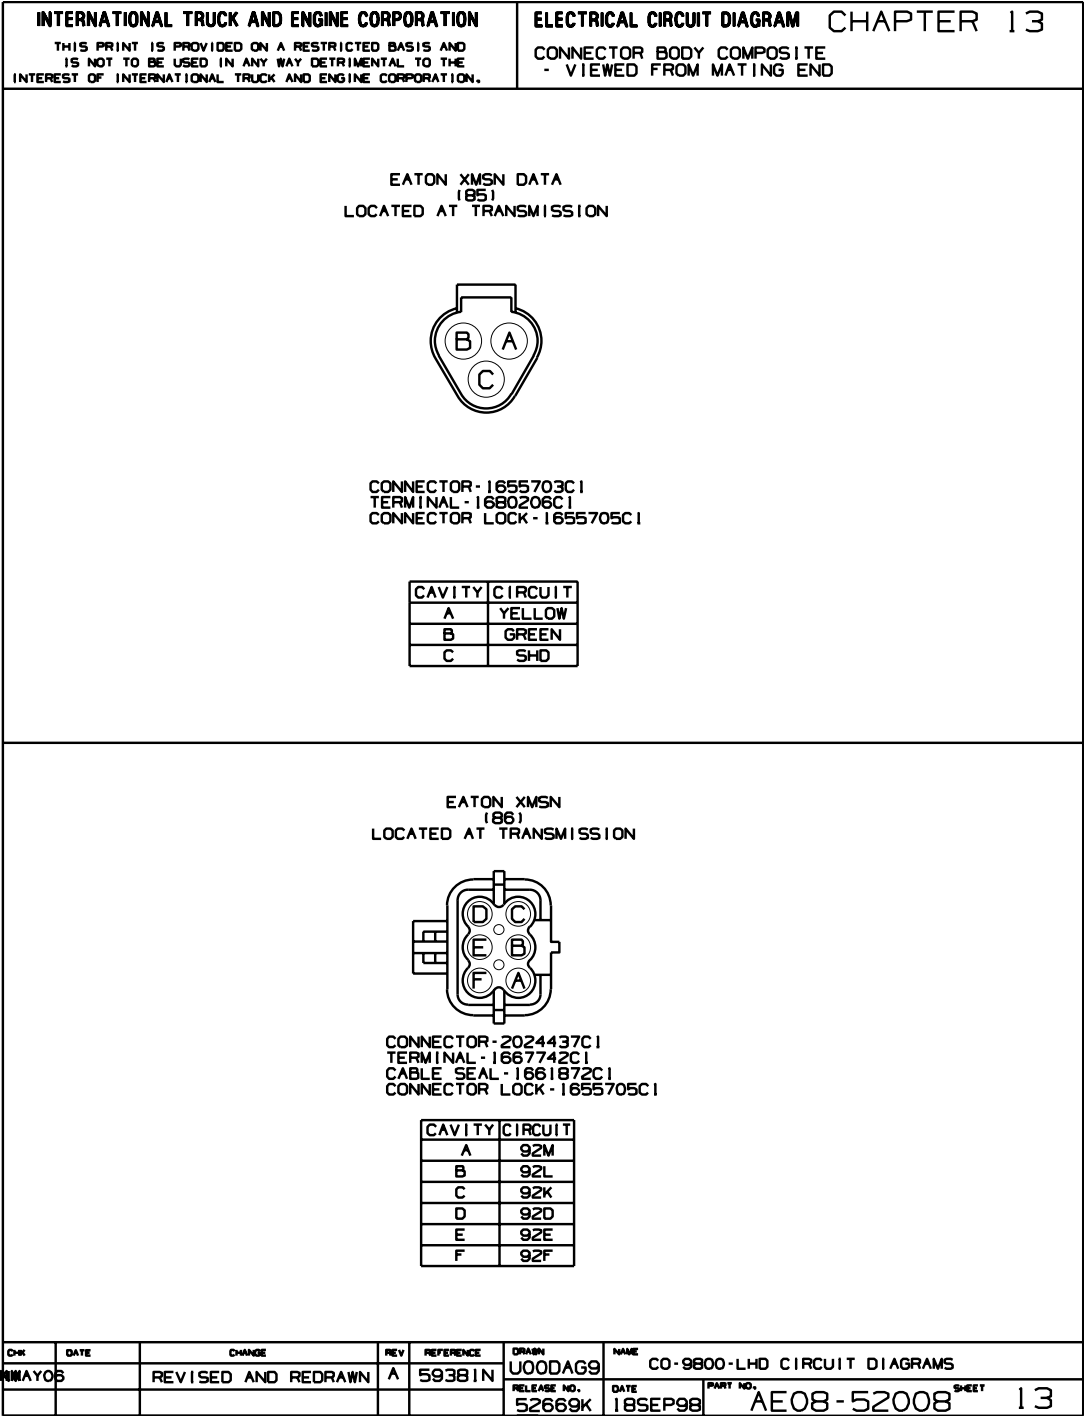 INTERNATIONAL TRUCK AND ENGINE CORPORATION
THIS PRINT IS PROVIDED ON A RESTRICTED BASIS AND
IS NOT TO BE USED IN ANY WAY DETRIMENTAL TO THE
INTEREST OF INTERNATIONAL TRUCK AND ENGINE CORPORATION.
ELECTRICAL CIRCUIT DIAGRAM CHAPTER 13
CONNECTOR BODY COMPOSITE
- VIEWED FROM MATING END
EATON XMSN DATA
(85)
LOCATED AT TRANSMISSION
B A
C
CONNECTOR-1655703C1
TERMINAL-1680206C1
CONNECTOR LOCK-1655705C1
CAVITY CIRCUIT
A YELLOW
B GREEN
C SHD
EATON XMSN
(86)
LOCATED AT TRANSMISSION
D C
E B
F A
CONNECTOR-2024437C1
TERMINAL-1667742C1
CABLE SEAL-1661872C1
CONNECTOR LOCK-1655705C1
CAVITY CIRCUIT
A 92M
B 92L
C 92K
D 92D
E 92E
F 92F
CHK DATE CHANGE REV REFERENCE DRAWN NAME
REVISED AND REDRAWN A 59381N U00DAG9 CO-9800-LHD CIRCUIT DIAGRAMS
RELEASE NO. DATE PART NO. SHEET
52669K 18SEP98 AE08-52008 13